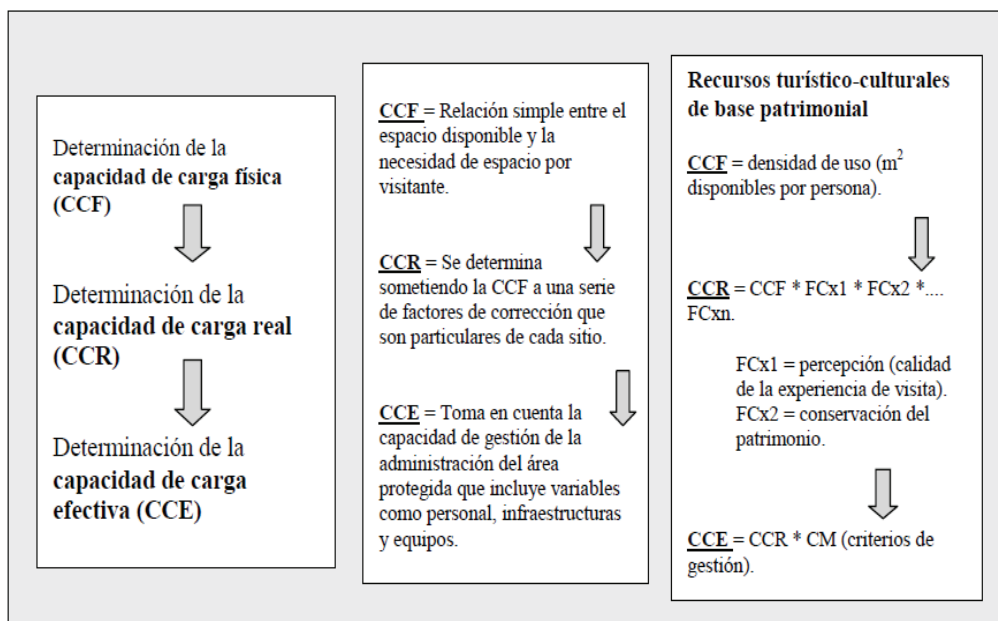 Determinación de la
capacidad de carga física
(CCF)
Determinación de la
capacidad de carga real
(CCR)
Determinación de la
capacidad de carga
efectiva (CCE)
CCF = Relación simple entre el
espacio disponible y la
necesidad de espacio por
visitante.
CCR = Se determina
sometiendo la CCF a una serie
de factores de corrección que
son particulares de cada sitio.
CCE = Toma en cuenta la
capacidad de gestión de la
administración del área
protegida que incluye variables
como personal, infraestructuras
y equipos.
Recursos turístico-culturales
de base patrimonial
CCF = densidad de uso (m²
disponibles por persona).
CCR = CCF * FCx1 * FCx2 *....
FCxn.
FCx1 = percepción (calidad
de la experiencia de visita).
FCx2 = conservación del
patrimonio.
CCE = CCR * CM (criterios de
gestión).